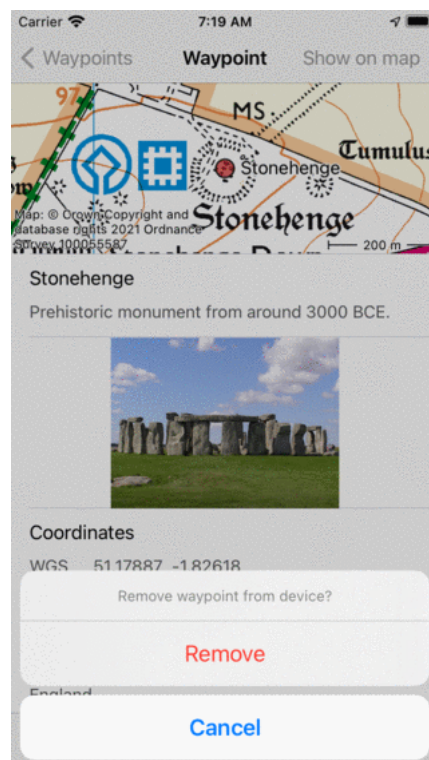 Carrier 7:19 AM
Waypoints Waypoint Show on map
97
MS
Tumulus
Stonehenge
Map: © Crown Copyright and
database rights 2021 Ordnance
Survey 100055587
Stonehenge
200 m
Stonehenge Down
Stonehenge
Prehistoric monument from around 3000 BCE.
Coordinates
WGS 51.17887, -1.82618
Remove waypoint from device?
Remove
England
Cancel